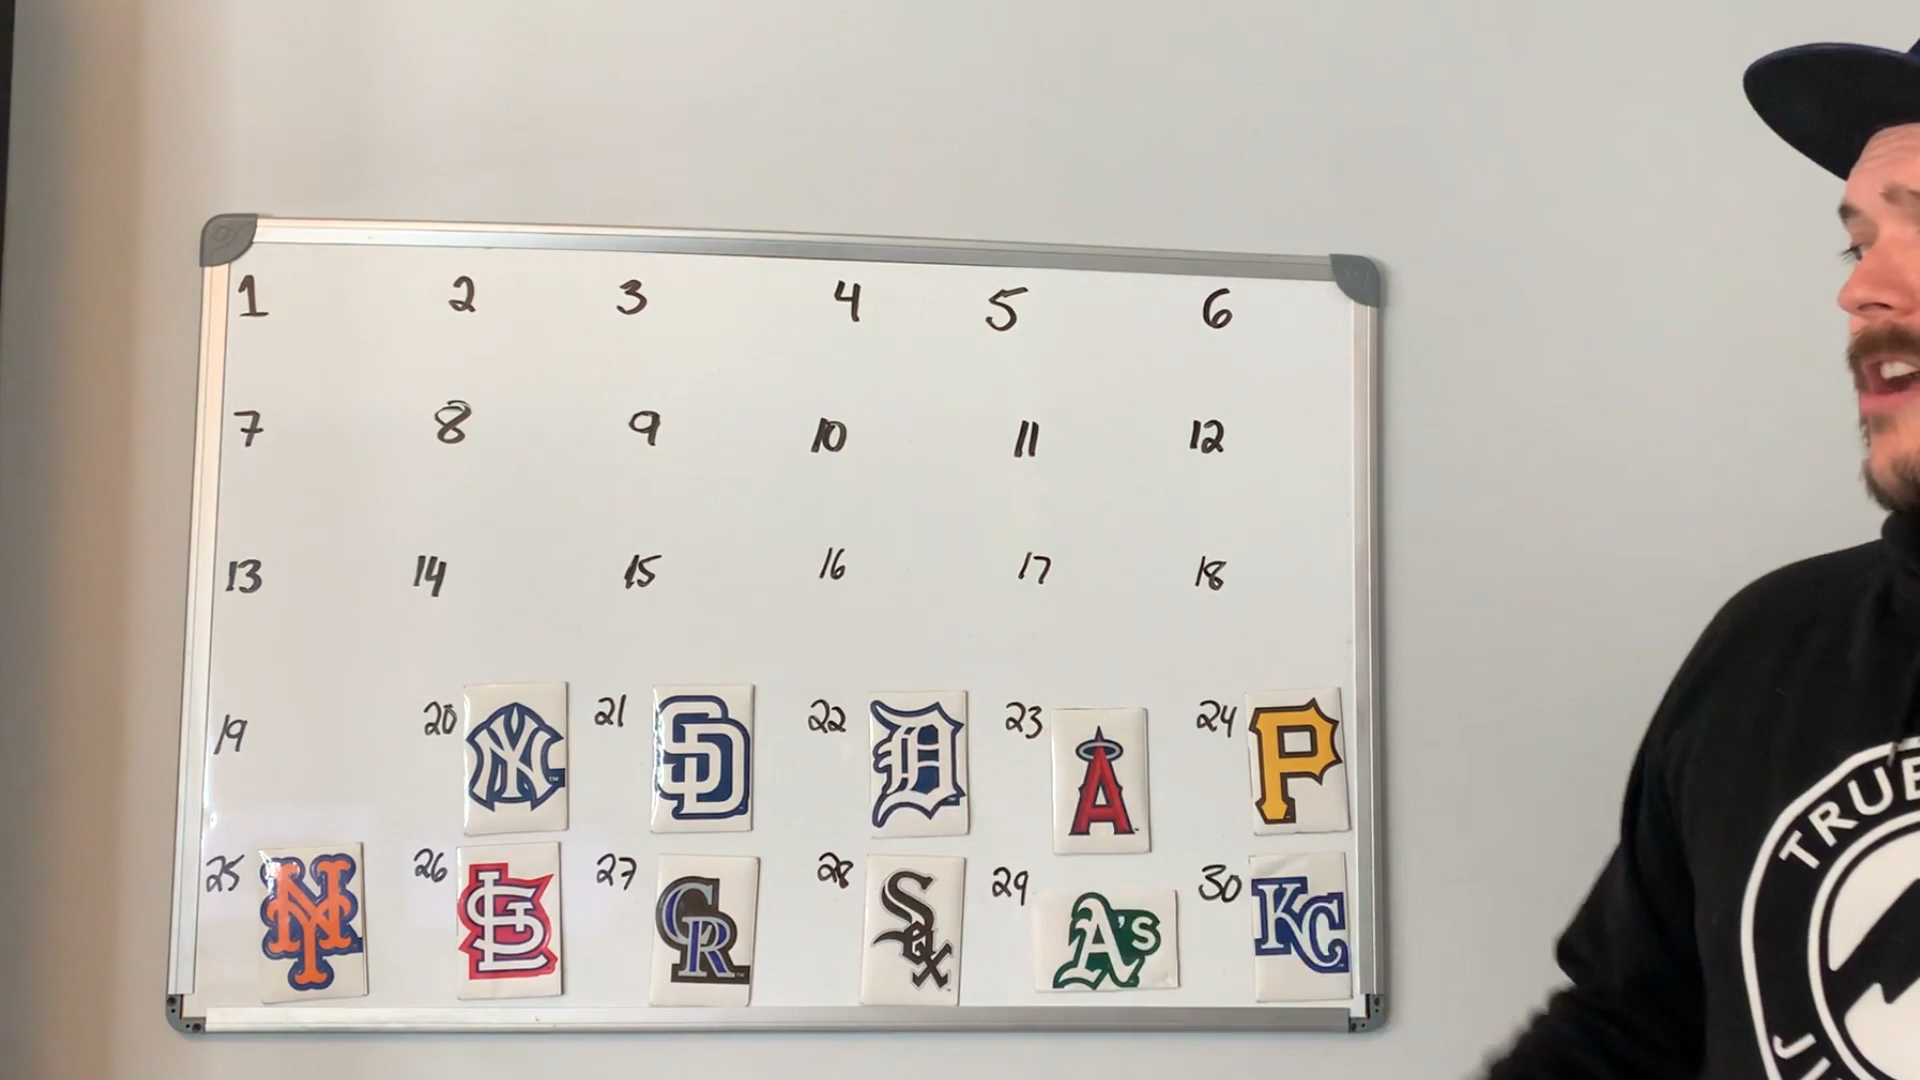 1 2 3 4 5 6
7 8 9 10 11 12
13 14 15 16 17 18
19 20 NY 21 SD 22 D 23 A 24 P
25 NY 26 STL 27 CR 28 Sox 29 A's 30 KC
TRUE